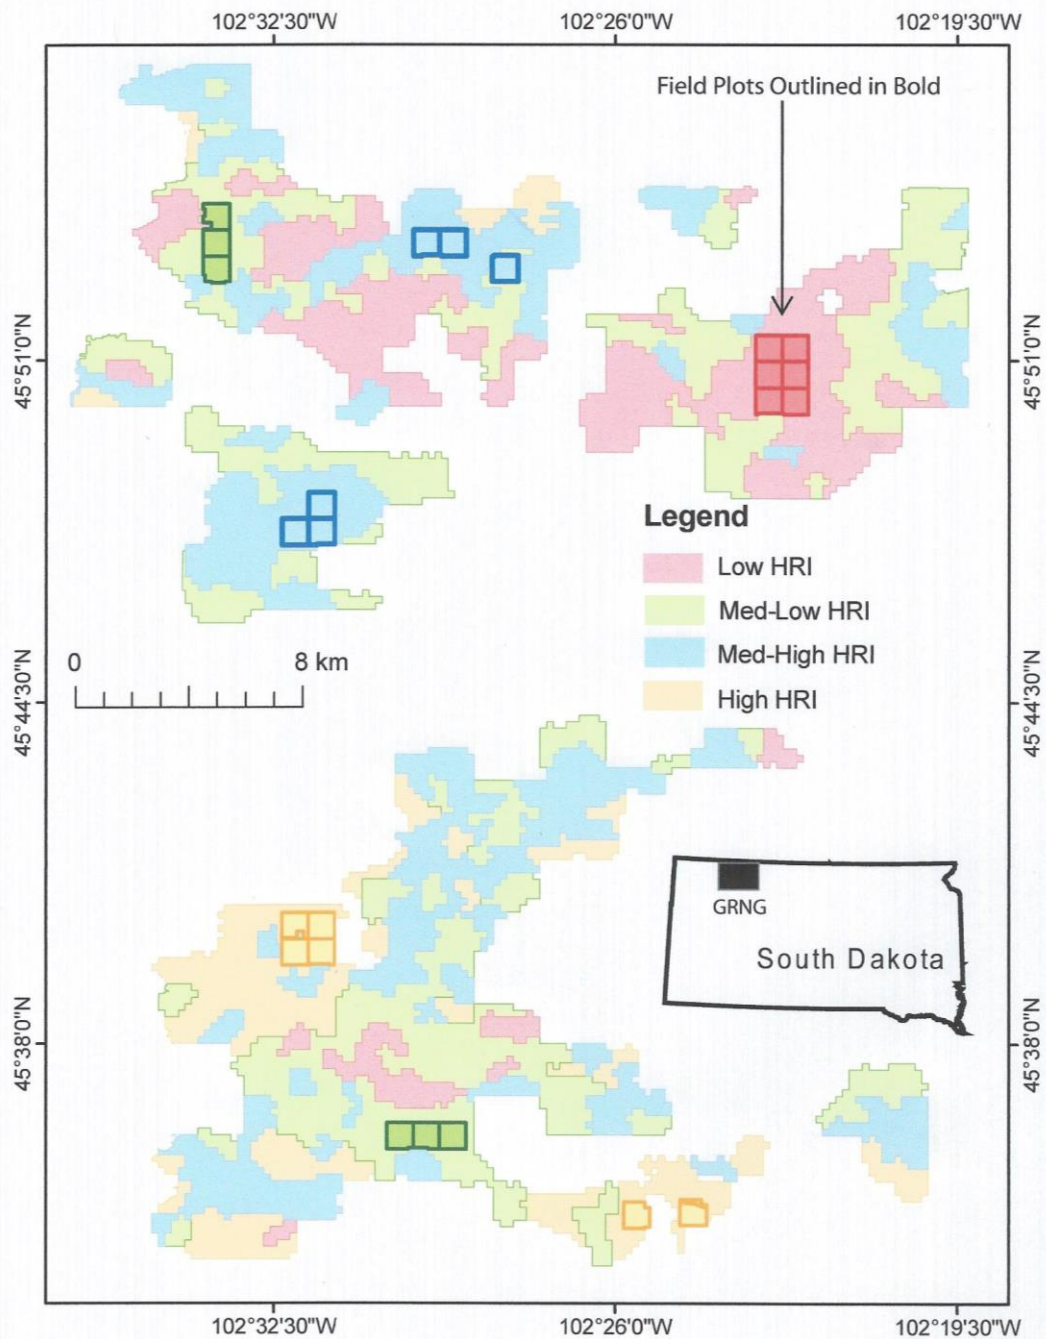 102°32'30"W
102°26'0"W
102°19'30"W
Field Plots Outlined in Bold
45°51'0"N
45°51'0"N
Legend
Low HRI
Med-Low HRI
Med-High HRI
High HRI
0
8 km
45°44'30"N
45°44'30"N
GRNG
South Dakota
45°38'0"N
45°38'0"N
102°32'30"W
102°26'0"W
102°19'30"W